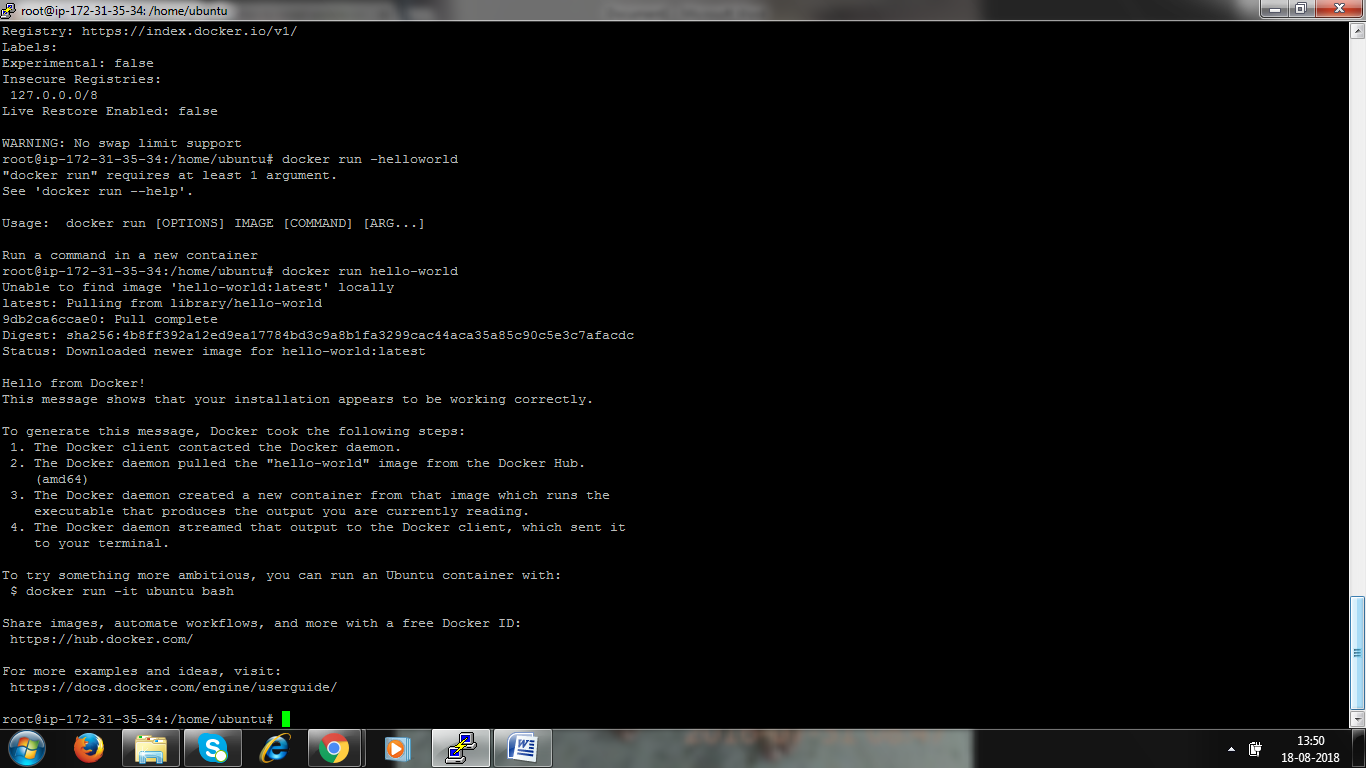 root@ip-172-31-35-34: /home/ubuntu
Registry: https://index.docker.io/v1/
Labels:
Experimental: false
Insecure Registries:
 127.0.0.0/8
Live Restore Enabled: false

WARNING: No swap limit support
root@ip-172-31-35-34:/home/ubuntu# docker run -helloworld
"docker run" requires at least 1 argument.
See 'docker run --help'.

Usage:  docker run [OPTIONS] IMAGE [COMMAND] [ARG...]

Run a command in a new container
root@ip-172-31-35-34:/home/ubuntu# docker run hello-world
Unable to find image 'hello-world:latest' locally
latest: Pulling from library/hello-world
9db2ca6ccae0: Pull complete
Digest: sha256:4b8ff392a12ed9ea17784bd3c9a8b1fa3299cac44aca35a85c90c5e3c7afacdc
Status: Downloaded newer image for hello-world:latest

Hello from Docker!
This message shows that your installation appears to be working correctly.

To generate this message, Docker took the following steps:
 1. The Docker client contacted the Docker daemon.
 2. The Docker daemon pulled the "hello-world" image from the Docker Hub.
    (amd64)
 3. The Docker daemon created a new container from that image which runs the
    executable that produces the output you are currently reading.
 4. The Docker daemon streamed that output to the Docker client, which sent it
    to your terminal.

To try something more ambitious, you can run an Ubuntu container with:
 $ docker run -it ubuntu bash

Share images, automate workflows, and more with a free Docker ID:
 https://hub.docker.com/

For more examples and ideas, visit:
 https://docs.docker.com/engine/userguide/

root@ip-172-31-35-34:/home/ubuntu#
13:50
18-08-2018